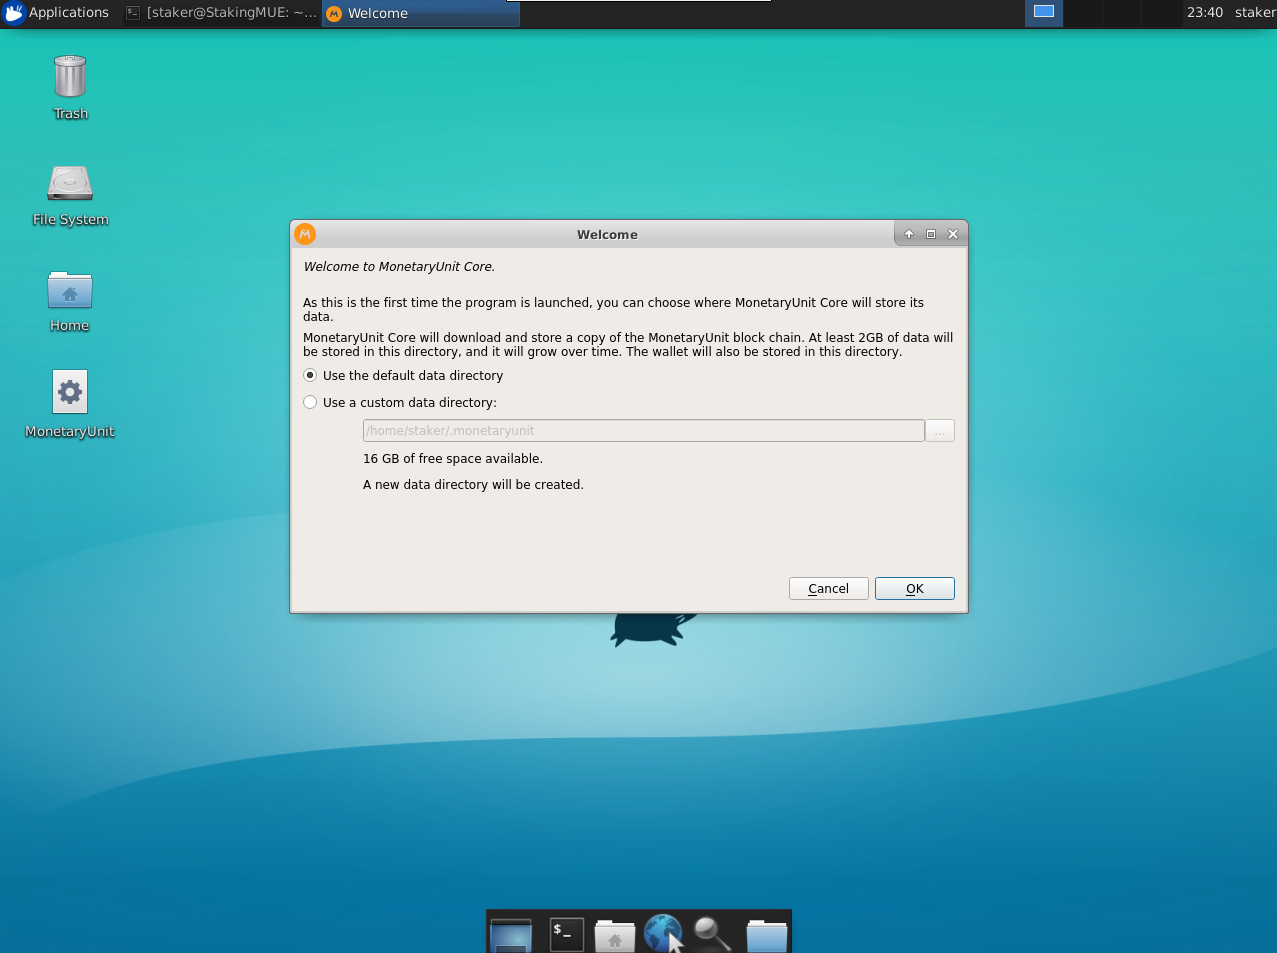 Applications
[staker@StakingMUE: ~...
Welcome
23:40
staker
Trash
File System
Home
MonetaryUnit
Welcome
Welcome to MonetaryUnit Core.
As this is the first time the program is launched, you can choose where MonetaryUnit Core will store its
data.
MonetaryUnit Core will download and store a copy of the MonetaryUnit block chain. At least 2GB of data will
be stored in this directory, and it will grow over time. The wallet will also be stored in this directory.
Use the default data directory
Use a custom data directory:
/home/staker/.monetaryunit
...
16 GB of free space available.
A new data directory will be created.
Cancel
OK
$_